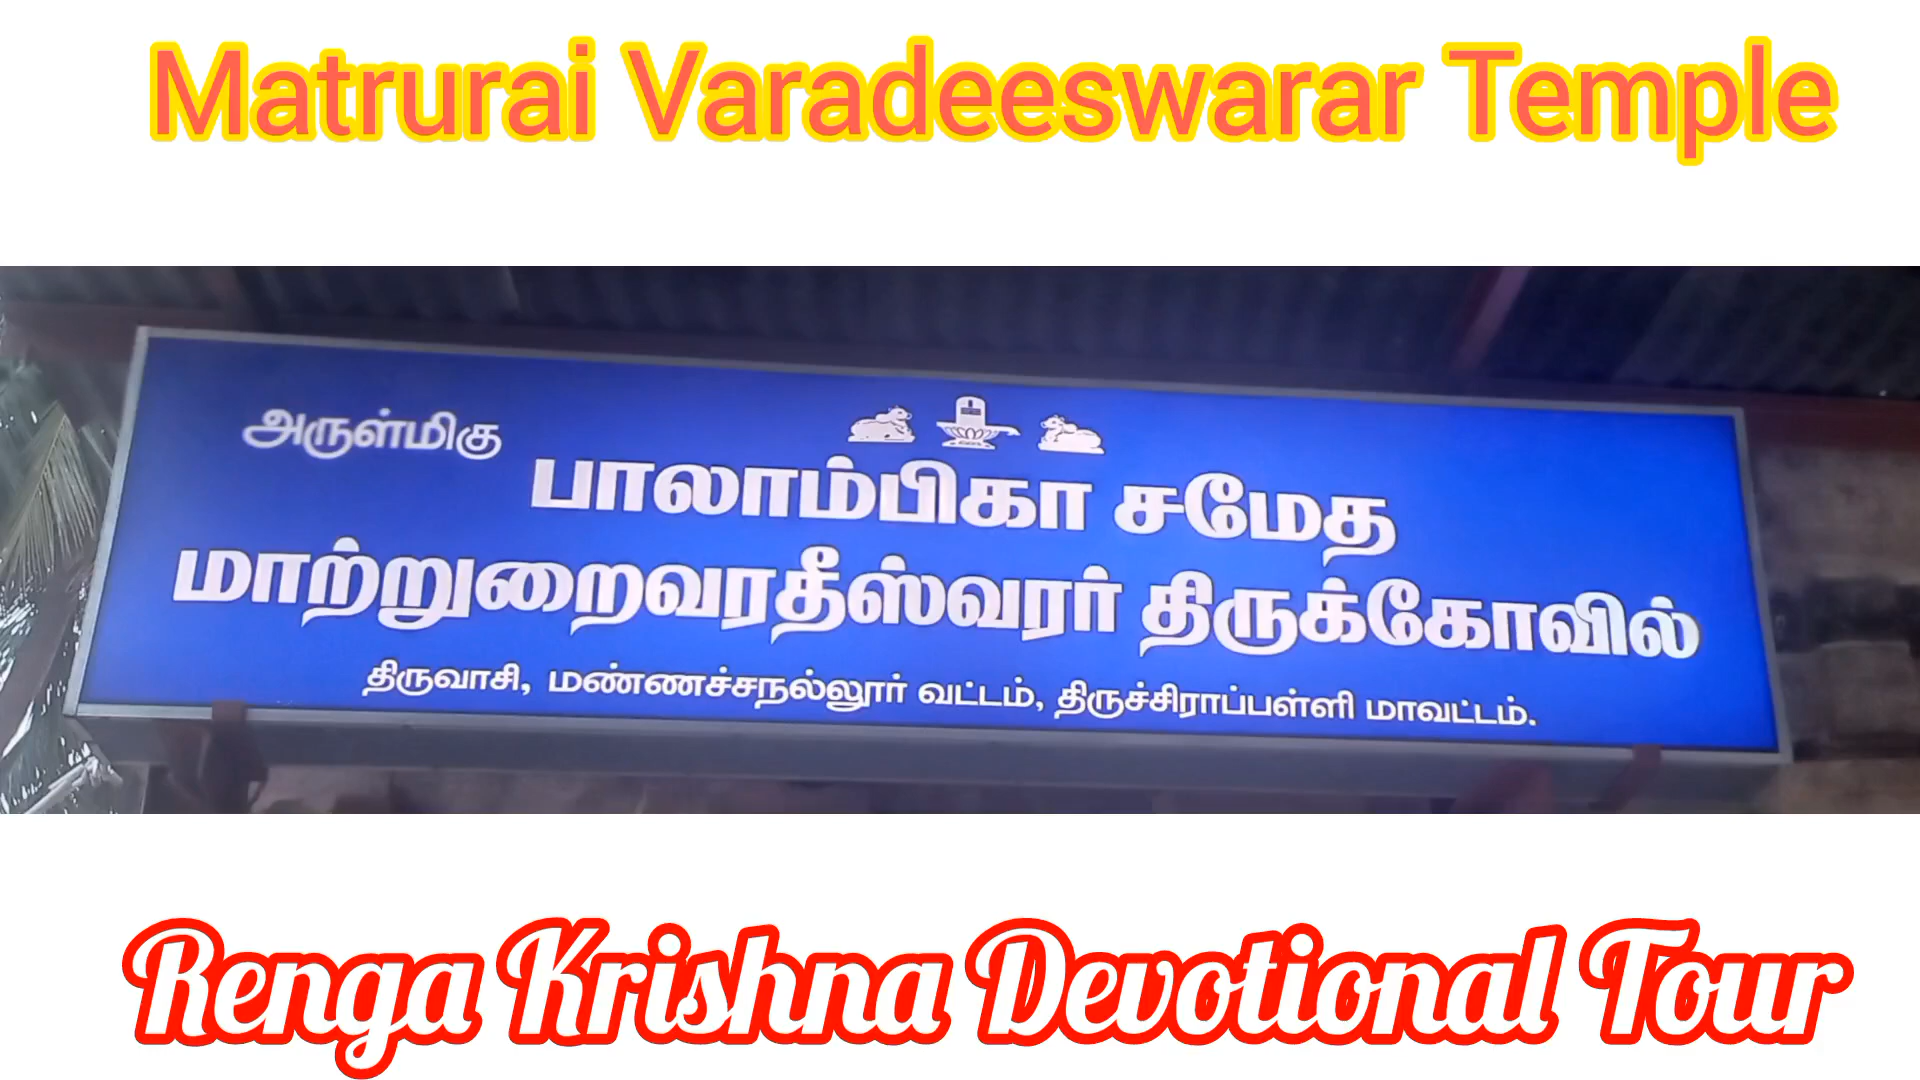 Matrurai Varadeeswarar Temple
அருள்மிகு
பாலாம்பிகா சமேத
மாற்றுறைவரதீஸ்வரர் திருக்கோவில்
திருவாசி, மண்ணச்சநல்லூர் வட்டம், திருச்சிராப்பள்ளி மாவட்டம்.
Renga Krishna Devotional Tour